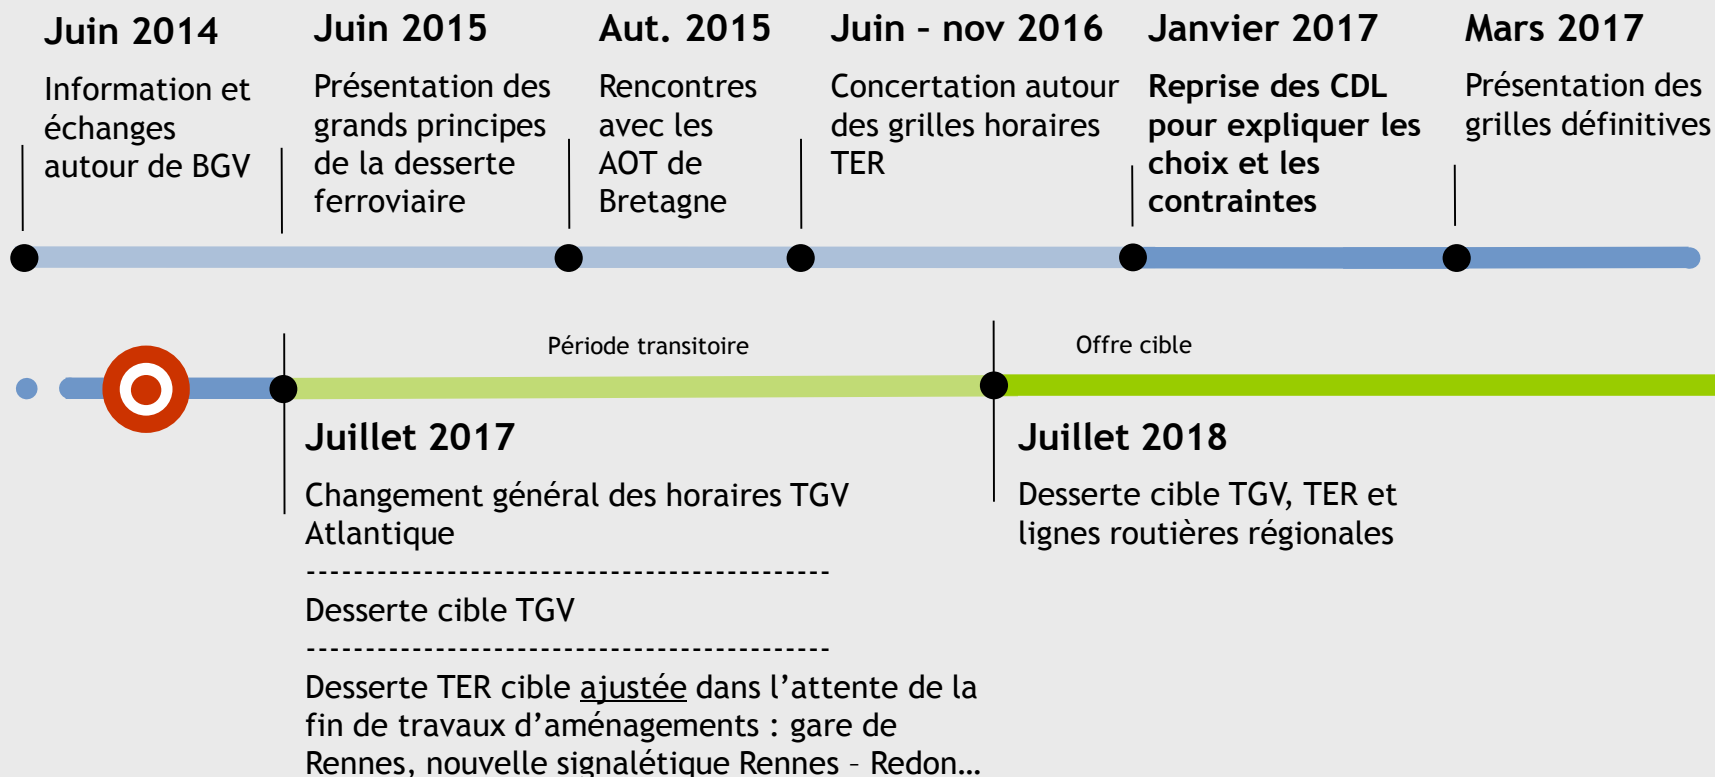 Juin 2014
Information et
échanges
autour de BGV
Juin 2015
Présentation des
grands principes
de la desserte
ferroviaire
Aut. 2015
Rencontres
avec les
AOT de
Bretagne
Juin – nov 2016
Concertation autour
des grilles horaires
TER
Janvier 2017
Reprise des CDL
pour expliquer les
choix et les
contraintes
Mars 2017
Présentation des
grilles définitives
Période transitoire
Offre cible
Juillet 2017
Changement général des horaires TGV
Atlantique
--------------------------------------------
Desserte cible TGV
--------------------------------------------
Desserte TER cible ajustée dans l’attente de la
fin de travaux d’aménagements : gare de
Rennes, nouvelle signalétique Rennes – Redon…
Juillet 2018
Desserte cible TGV, TER et
lignes routières régionales